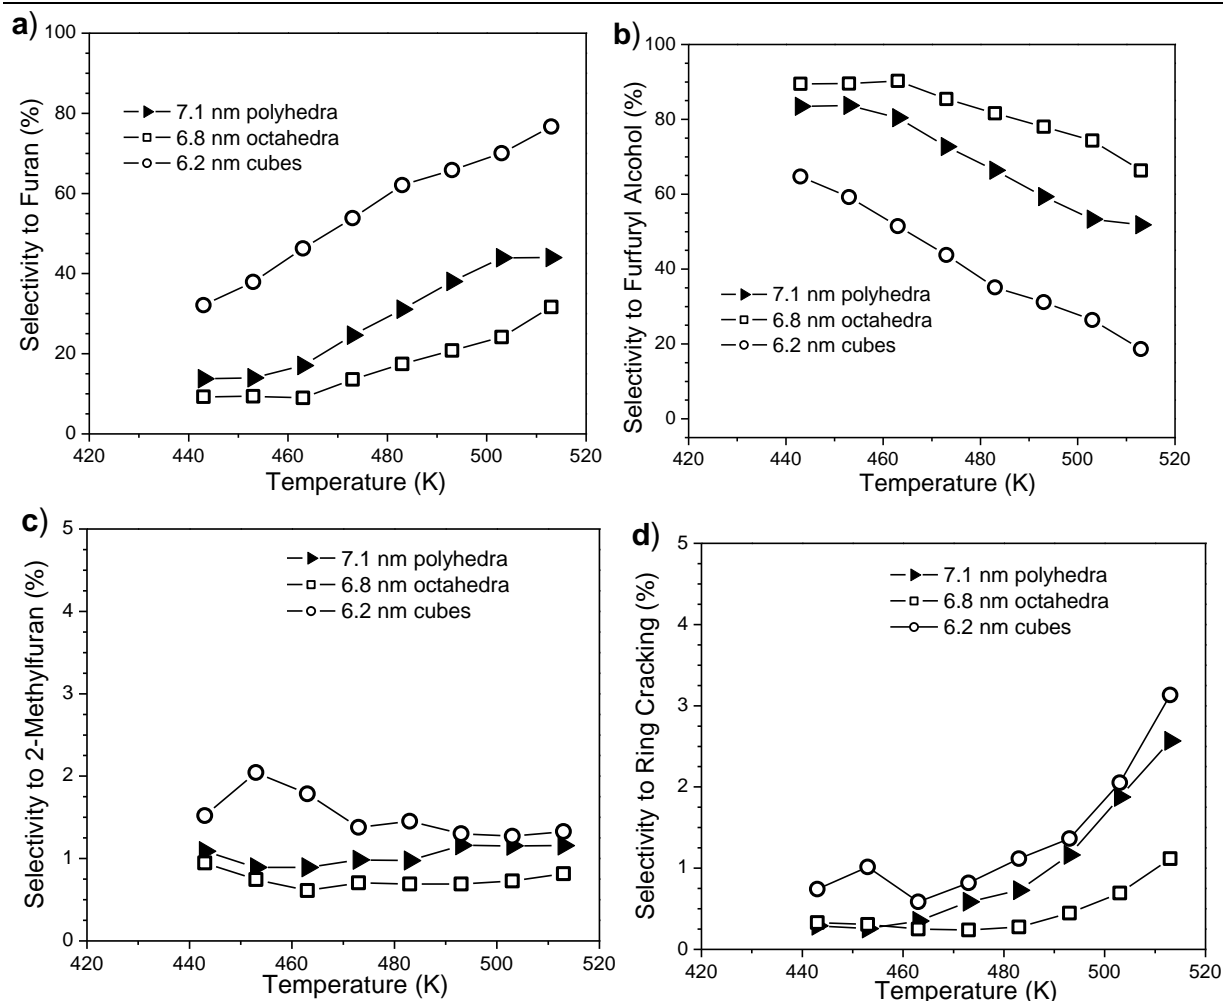 a)
Selectivity to Furan (%)
100
80
60
40
20
0
7.1 nm polyhedra
6.8 nm octahedra
6.2 nm cubes
420 440 460 480 500 520
Temperature (K)
b)
Selectivity to Furfuryl Alcohol (%)
100
80
60
40
20
0
7.1 nm polyhedra
6.8 nm octahedra
6.2 nm cubes
420 440 460 480 500 520
Temperature (K)
c)
Selectivity to 2-Methylfuran (%)
5
4
3
2
1
0
7.1 nm polyhedra
6.8 nm octahedra
6.2 nm cubes
420 440 460 480 500 520
Temperature (K)
d)
Selectivity to Ring Cracking (%)
5
4
3
2
1
0
7.1 nm polyhedra
6.8 nm octahedra
6.2 nm cubes
420 440 460 480 500 520
Temperature (K)